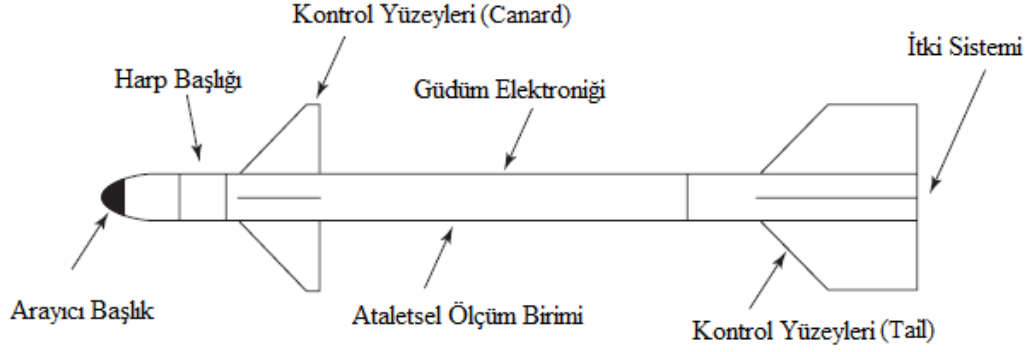 Kontrol Yüzeyleri (Canard)
İtki Sistemi
Harp Başlığı
Güdüm Elektroniği
Arayıcı Başlık
Ataletsel Ölçüm Birimi
Kontrol Yüzeyleri (Tail)